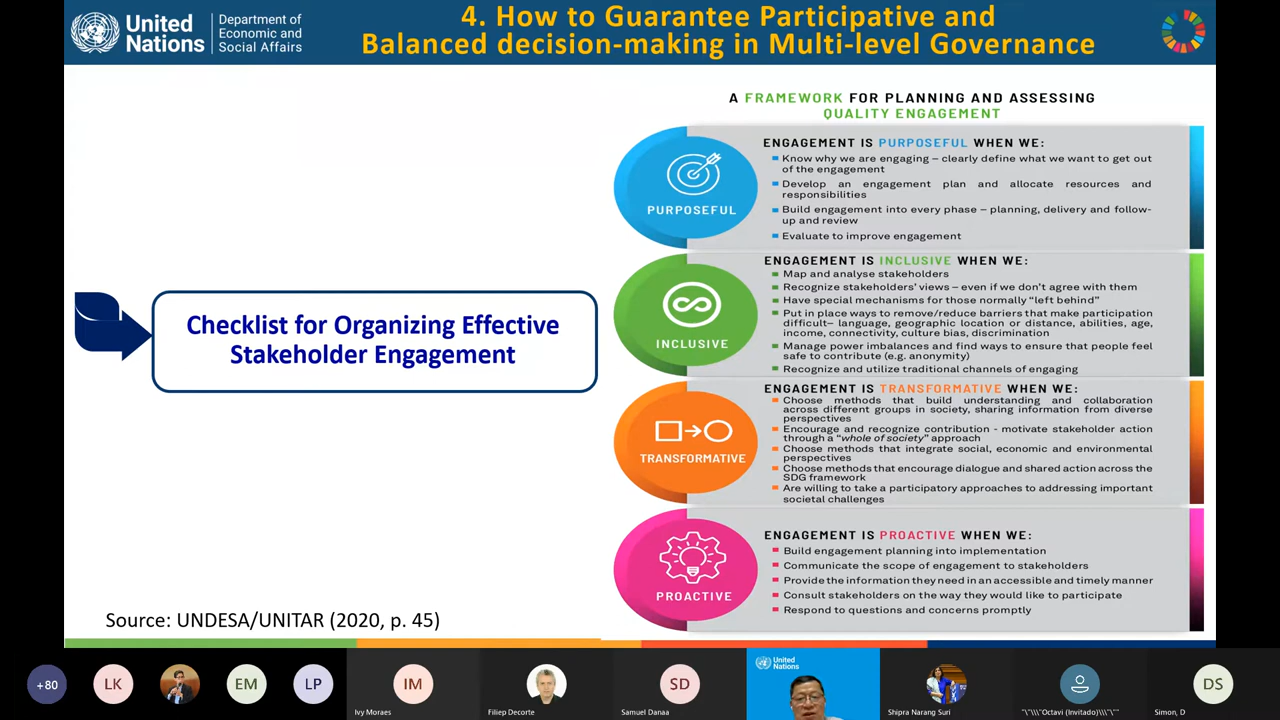 United
Nations
Department of
Economic and
Social Affairs
4. How to Guarantee Participative and
Balanced decision-making in Multi-level Governance
A FRAMEWORK FOR PLANNING AND ASSESSING
QUALITY ENGAGEMENT
Checklist for Organizing Effective
Stakeholder Engagement
PURPOSEFUL
ENGAGEMENT IS PURPOSEFUL WHEN WE:
Know why we are engaging – clearly define what we want to get out
of the engagement
Develop an engagement plan and allocate resources and
responsibilities
Build engagement into every phase – planning, delivery and follow-
up and review
Evaluate to improve engagement
INCLUSIVE
ENGAGEMENT IS INCLUSIVE WHEN WE:
Map and analyse stakeholders
Recognize stakeholders' views – even if we don't agree with them
Have special mechanisms for those normally "left behind"
Put in place ways to remove/reduce barriers that make participation
difficult– language, geographic location or distance, abilities, age,
income, connectivity, culture bias, discrimination
Manage power imbalances and find ways to ensure that people feel
safe to contribute (e.g. anonymity)
Recognize and utilize traditional channels of engaging
TRANSFORMATIVE
ENGAGEMENT IS TRANSFORMATIVE WHEN WE:
Choose methods that build understanding and collaboration
across different groups in society, sharing information from diverse
perspectives
Encourage and recognize contribution - motivate stakeholder action
through a "whole of society" approach
Choose methods that integrate social, economic and environmental
perspectives
Choose methods that encourage dialogue and shared action across the
SDG framework
Are willing to take a participatory approaches to addressing important
societal challenges
PROACTIVE
ENGAGEMENT IS PROACTIVE WHEN WE:
Build engagement planning into implementation
Communicate the scope of engagement to stakeholders
Provide the information they need in an accessible and timely manner
Consult stakeholders on the way they would like to participate
Respond to questions and concerns promptly
Source: UNDESA/UNITAR (2020, p. 45)
+80
LK
EM
LP
IM
Ivy Moraes
Filiep Decorte
SD
Samuel Danaa
United
Nations
Shipra Narang Suri
"\"\\\"Octavi (Invitado)\\\"\""
DS
Simon, D